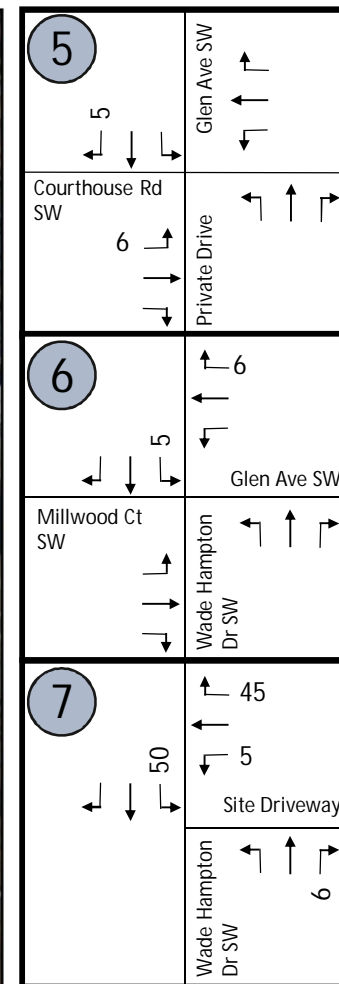 5
5
Glen Ave SW
Courthouse Rd
SW
6
Private Drive
6
5
6
Glen Ave SW
Millwood Ct
SW
Wade Hampton
Dr SW
7
50
45
5
Site Driveway
Wade Hampton
Dr SW
6